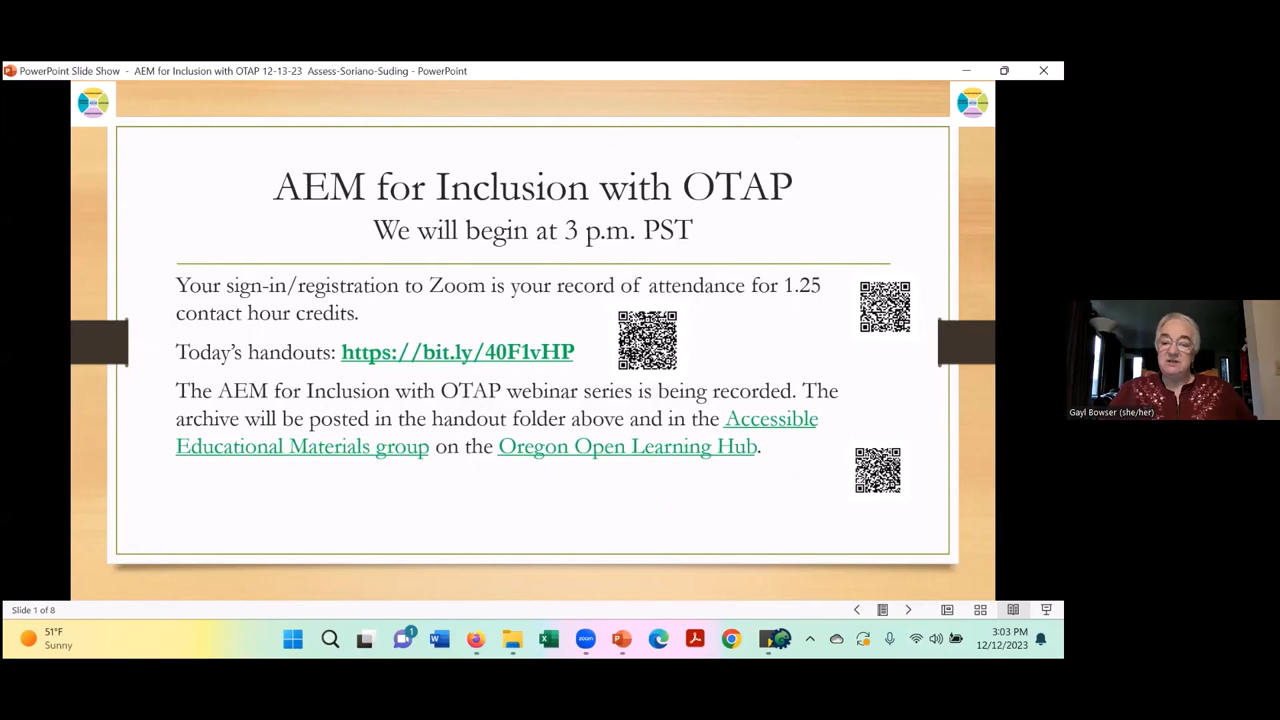 PowerPoint Slide Show - AEM for Inclusion with OTAP 12-13-23 Assess-Soriano-Suding - PowerPoint
AEM for Inclusion with OTAP
We will begin at 3 p.m. PST
Your sign-in/registration to Zoom is your record of attendance for 1.25
contact hour credits.
Today's handouts: https://bit.ly/40F1vHP
The AEM for Inclusion with OTAP webinar series is being recorded. The
archive will be posted in the handout folder above and in the Accessible
Educational Materials group on the Oregon Open Learning Hub.
Gayl Bowser (she/her)
Slide 1 of 8
51°F
Sunny
1
zoom
3:03 PM
12/12/2023